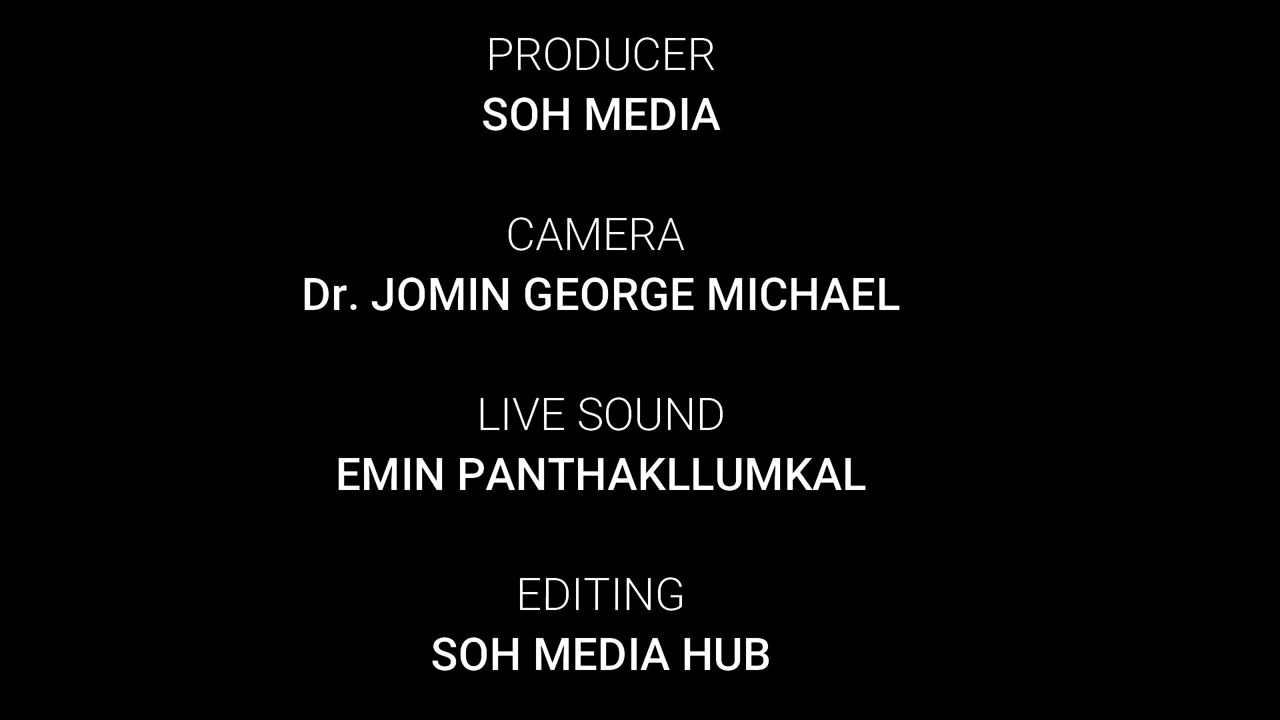 PRODUCER
SOH MEDIA
CAMERA
Dr. JOMIN GEORGE MICHAEL
LIVE SOUND
EMIN PANTHAKLLUMKAL
EDITING
SOH MEDIA HUB